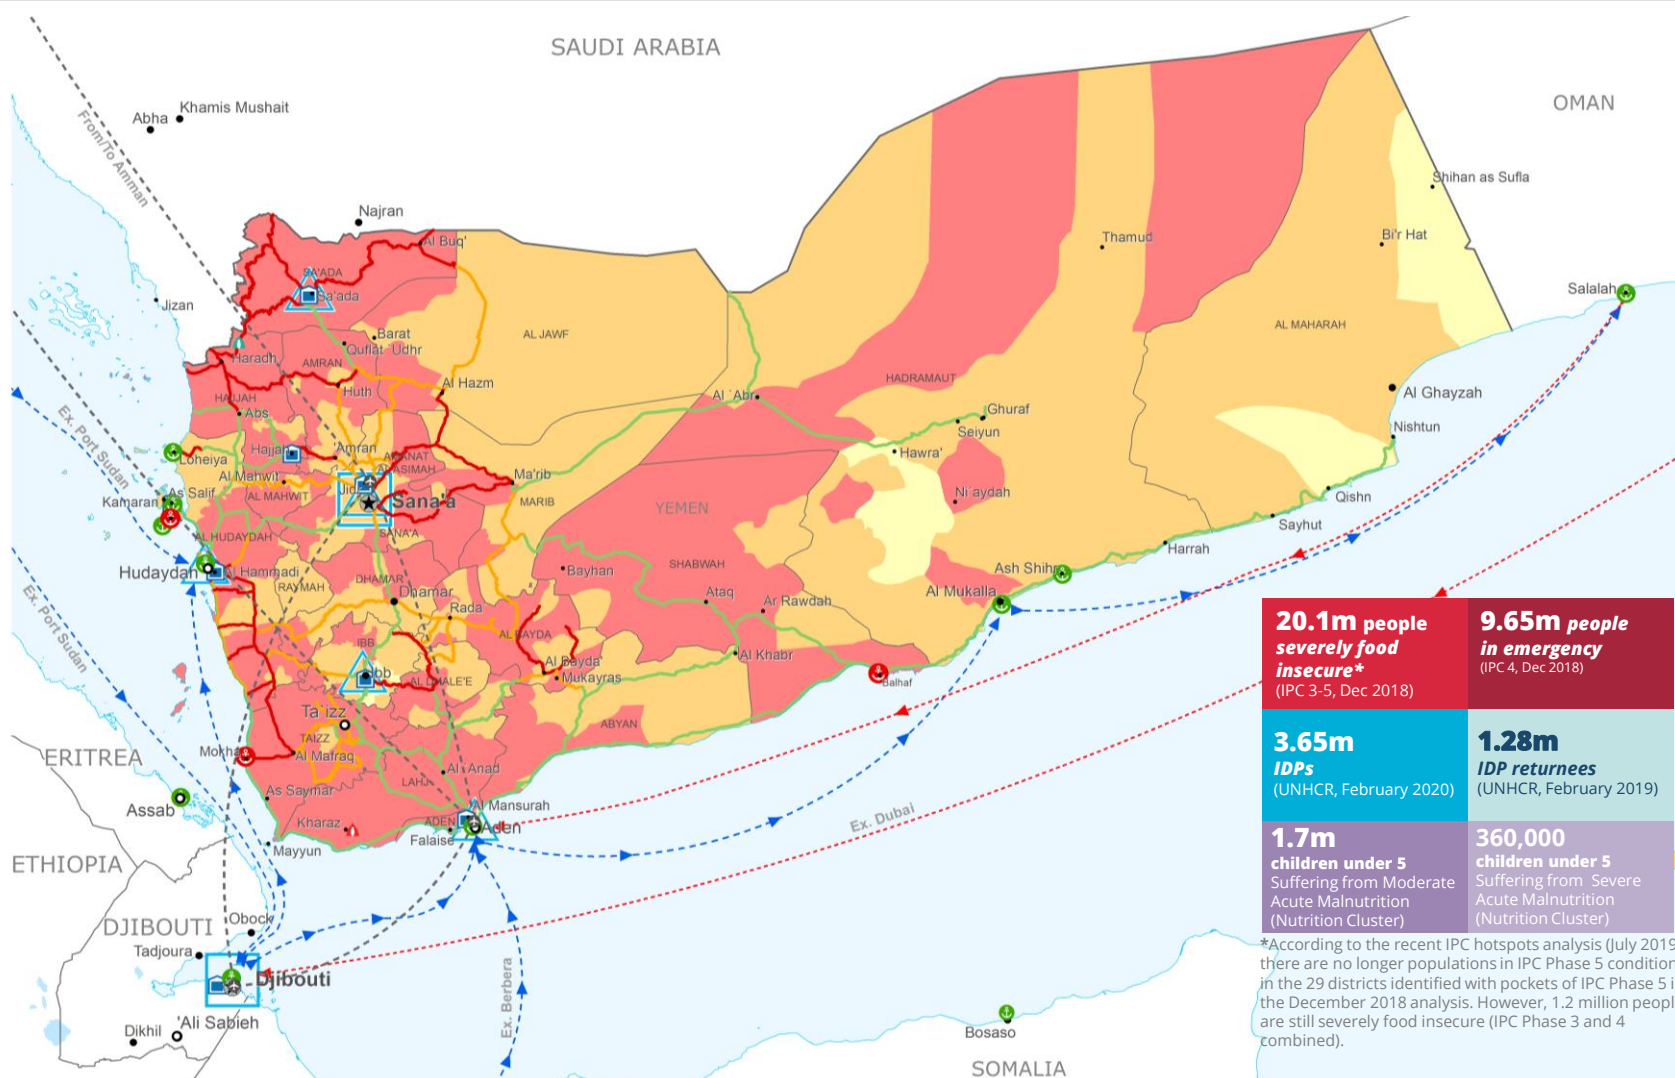 SAUDI ARABIA
OMAN
Khamis Mushait
Abha
From/To Amman
Shihan as Sufla
Najran
Al Buq'
Thamud
Bi'r Hat
SA'ADA
Sa'ada
Salalah
Jizan
AL MAHARAH
Barat
AL JAWF
Quflat 'Udhr
Haradh
AMRAN
HADRAMAUT
Huth
Al Hazm
Al 'Abr
Al Ghayzah
HAJJAH
Abs
Ghuraf
Seiyun
Nishtun
Ex. Port Sudan
Hajjah
'Amran
AMANAT
AL ASIMAH
Hawra'
Loheiya
Al Mahwit
Ma'rib
As Salif
AL MAHWIT
Kamaran
Sana'a
MARIB
YEMEN
Ni'aydah
Qishn
Sayhut
AL HUDAYDAH
SANA'A
Harrah
Hudaydah
Al Hammadi
RAYMAH
DHAMAR
Bayhan
SHABWAH
Ash Shihr
Dhamar
Ataq
Ar Rawdah
Al Mukalla
Rada
Ex. Port Sudan
IBB
AL BAYDA
Al Khabr
Ibb
AL DHALE'E
Al Bayda'
Mukayras
Balhaf
Ta'izz
ABYAN
TAIZZ
Mokha
Al Mafraq
ERITREA
LAHJ
Al 'Anad
As Saymar
Assab
Al Mansurah
Kharaz
ADEN
Aden
Falaise
Ex. Dubai
Mayyun
ETHIOPIA
DJIBOUTI
Obock
Tadjoura
Djibouti
Ex. Berbera
'Ali Sabieh
Dikhil
Bosaso
SOMALIA
20.1m people
severely food
insecure*
(IPC 3-5, Dec 2018)
9.65m people
in emergency
(IPC 4, Dec 2018)
3.65m
IDPs
(UNHCR, February 2020)
1.28m
IDP returnees
(UNHCR, February 2019)
1.7m
children under 5
Suffering from Moderate
Acute Malnutrition
(Nutrition Cluster)
360,000
children under 5
Suffering from Severe
Acute Malnutrition
(Nutrition Cluster)
*According to the recent IPC hotspots analysis (July 2019
there are no longer populations in IPC Phase 5 condition
in the 29 districts identified with pockets of IPC Phase 5 i
the December 2018 analysis. However, 1.2 million peopl
are still severely food insecure (IPC Phase 3 and 4
combined).